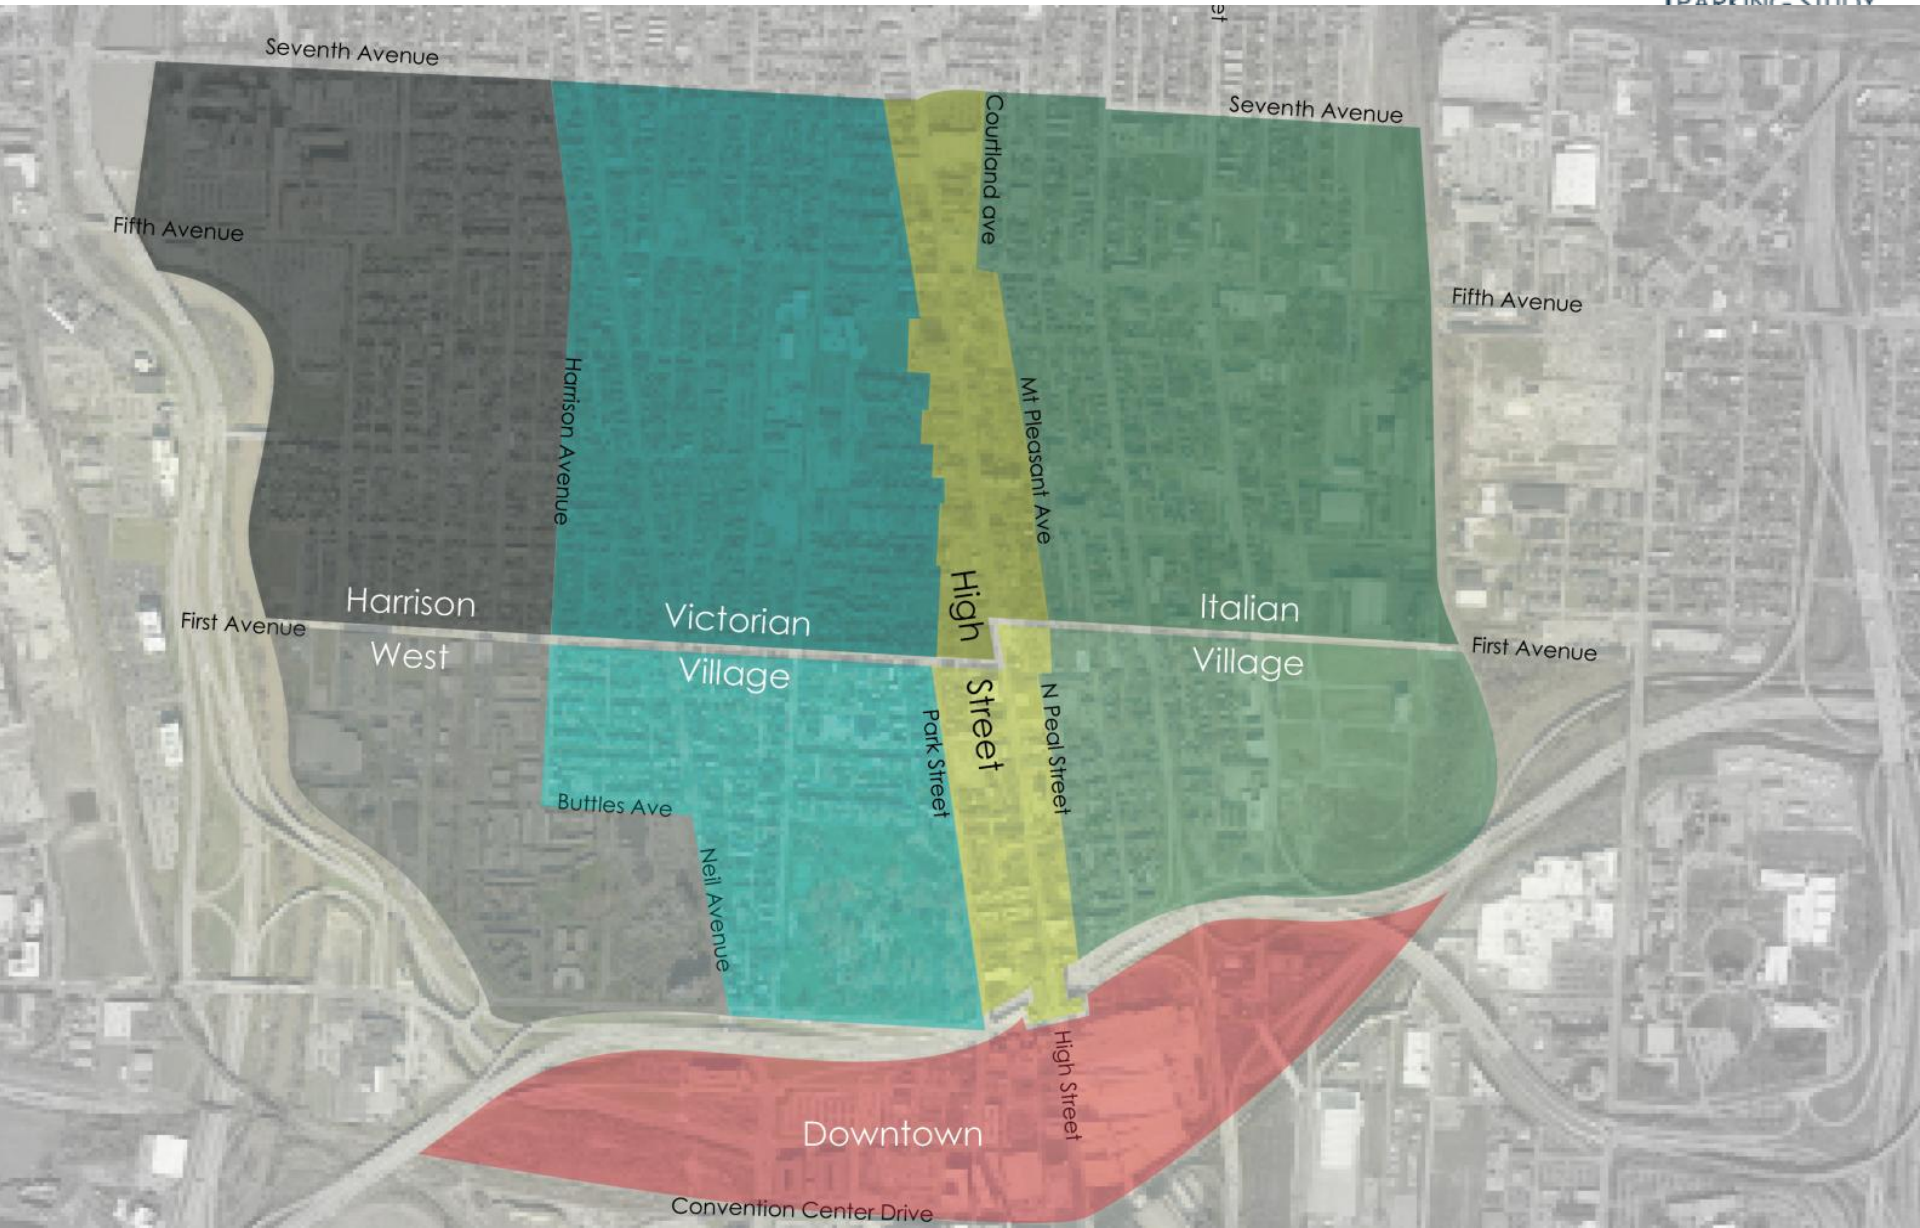 PARKING STUDY
Seventh Avenue
Seventh Avenue
Courtland ave
Fifth Avenue
Fifth Avenue
Harrison Avenue
Mt Pleasant Ave
High
Street
Harrison
West
Victorian
Village
Italian
Village
First Avenue
First Avenue
Park Street
N Peal Street
Buttles Ave
Neil Avenue
High Street
Downtown
Convention Center Drive